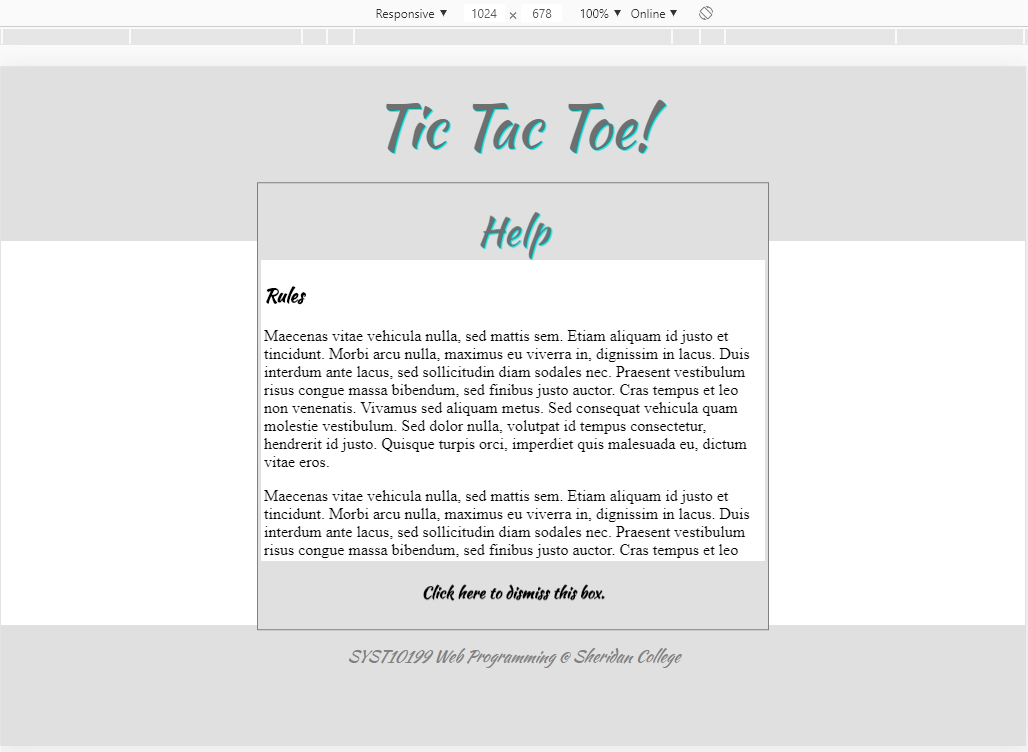 Responsive ▼ 1024 × 678 100% ▼ Online ▼
Tic Tac Toe!
Help
Rules
Maecenas vitae vehicula nulla, sed mattis sem. Etiam aliquam id justo et
tincidunt. Morbi arcu nulla, maximus eu viverra in, dignissim in lacus. Duis
interdum ante lacus, sed sollicitudin diam sodales nec. Praesent vestibulum
risus congue massa bibendum, sed finibus justo auctor. Cras tempus et leo
non venenatis. Vivamus sed aliquam metus. Sed consequat vehicula quam
molestie vestibulum. Sed dolor nulla, volutpat id tempus consectetur,
hendrerit id justo. Quisque turpis orci, imperdiet quis malesuada eu, dictum
vitae eros.
Maecenas vitae vehicula nulla, sed mattis sem. Etiam aliquam id justo et
tincidunt. Morbi arcu nulla, maximus eu viverra in, dignissim in lacus. Duis
interdum ante lacus, sed sollicitudin diam sodales nec. Praesent vestibulum
risus congue massa bibendum, sed finibus justo auctor. Cras tempus et leo
Click here to dismiss this box.
SYST10199 Web Programming © Sheridan College